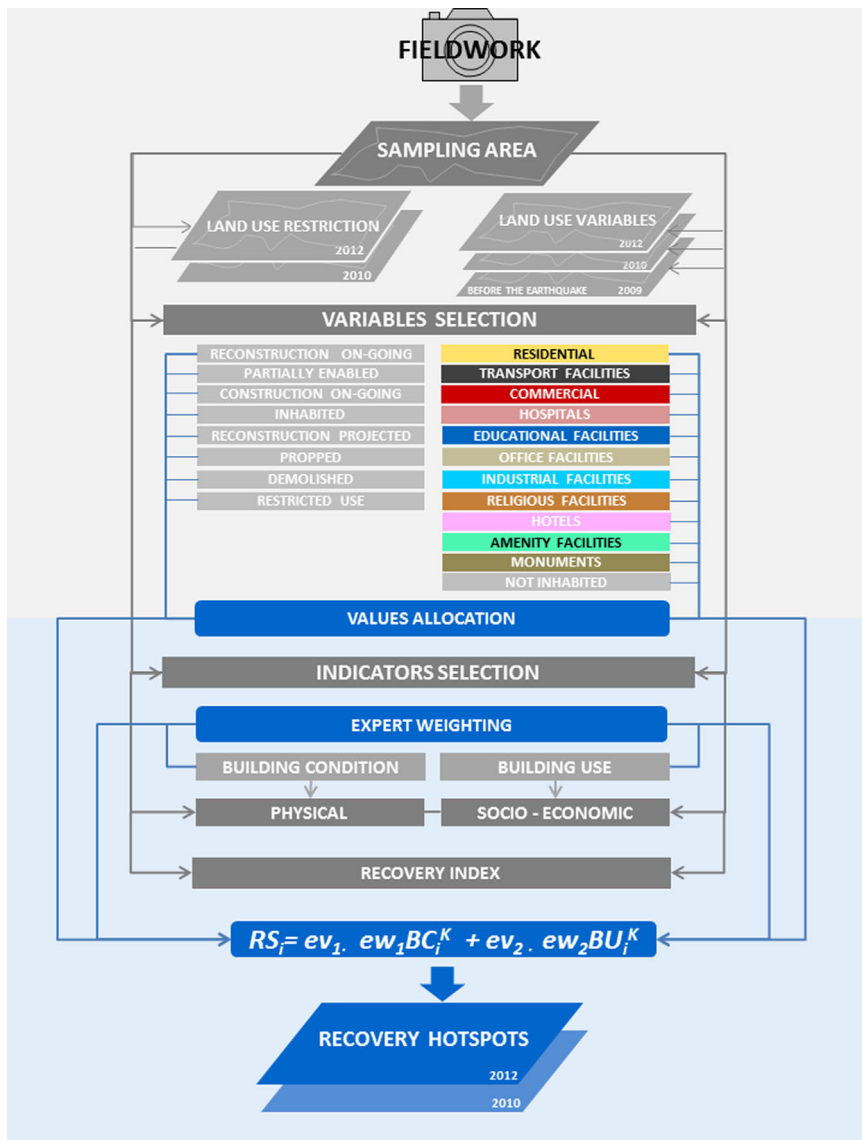 FIELDWORK
SAMPLING AREA
LAND USE RESTRICTION
2012
2010
LAND USE VARIABLES
2012
2010
BEFORE THE EARTHQUAKE 2009
VARIABLES SELECTION
RECONSTRUCTION ON-GOING
PARTIALLY ENABLED
CONSTRUCTION ON-GOING
INHABITED
RECONSTRUCTION PROJECTED
PROPPED
DEMOLISHED
RESTRICTED USE
RESIDENTIAL
TRANSPORT FACILITIES
COMMERCIAL
HOSPITALS
EDUCATIONAL FACILITIES
OFFICE FACILITIES
INDUSTRIAL FACILITIES
RELIGIOUS FACILITIES
HOTELS
AMENITY FACILITIES
MONUMENTS
NOT INHABITED
VALUES ALLOCATION
INDICATORS SELECTION
EXPERT WEIGHTING
BUILDING CONDITION
BUILDING USE
PHYSICAL
SOCIO - ECONOMIC
RECOVERY INDEX
RSᵢ= ev₁. ew₁BCᵢᴷ + ev₂. ew₂BUᵢᴷ
RECOVERY HOTSPOTS
2012
2010